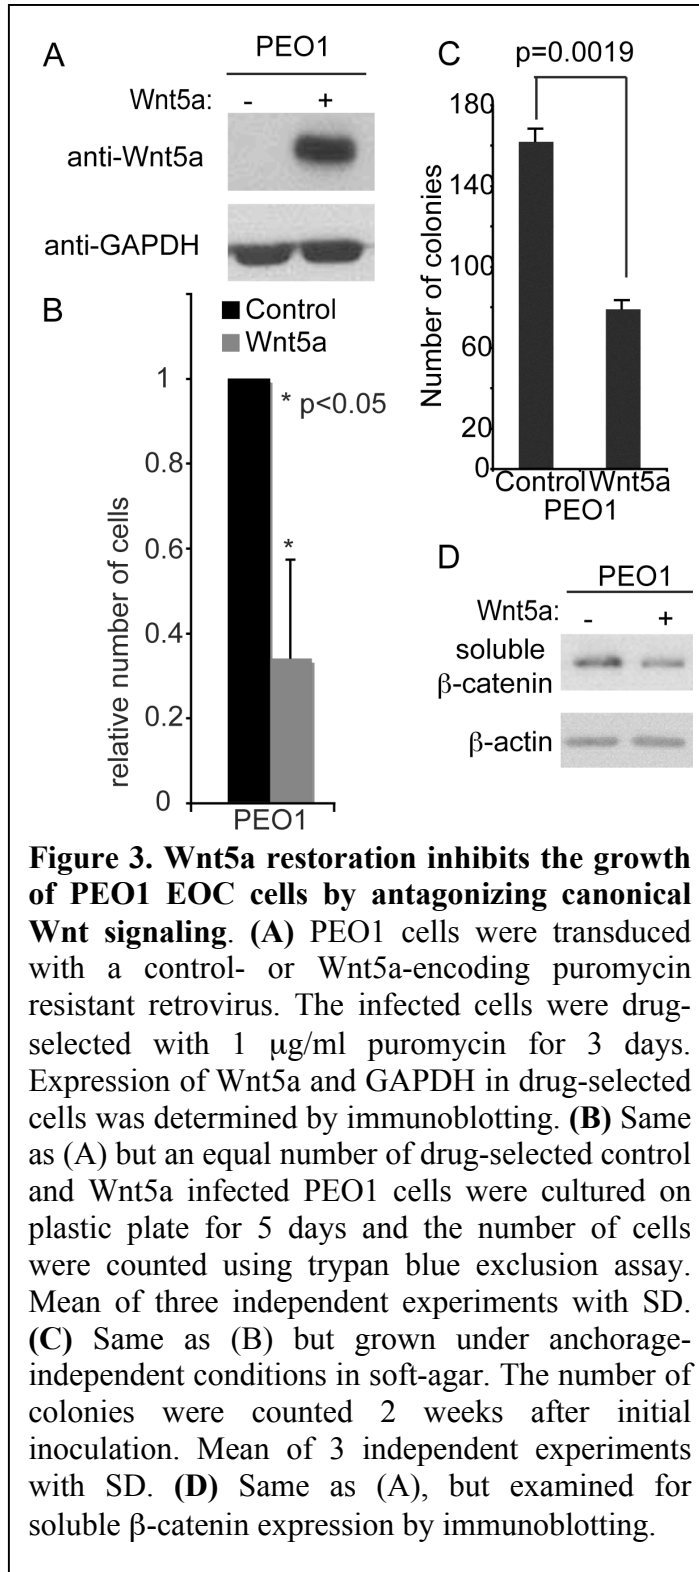 A
PEO1
Wnt5a: - +
anti-Wnt5a
anti-GAPDH
B
Control
Wnt5a
* p<0.05
*
1
0.8
0.6
0.4
0.2
0
relative number of cells
PEO1
C
p=0.0019
180
140
100
60
20
0
Number of colonies
Control Wnt5a
PEO1
D
PEO1
Wnt5a: - +
soluble
β-catenin
β-actin
Figure 3. Wnt5a restoration inhibits the growth
of PEO1 EOC cells by antagonizing canonical
Wnt signaling. (A) PEO1 cells were transduced
with a control- or Wnt5a-encoding puromycin
resistant retrovirus. The infected cells were drug-
selected with 1 μg/ml puromycin for 3 days.
Expression of Wnt5a and GAPDH in drug-selected
cells was determined by immunoblotting. (B) Same
as (A) but an equal number of drug-selected control
and Wnt5a infected PEO1 cells were cultured on
plastic plate for 5 days and the number of cells
were counted using trypan blue exclusion assay.
Mean of three independent experiments with SD.
(C) Same as (B) but grown under anchorage-
independent conditions in soft-agar. The number of
colonies were counted 2 weeks after initial
inoculation. Mean of 3 independent experiments
with SD. (D) Same as (A), but examined for
soluble β-catenin expression by immunoblotting.